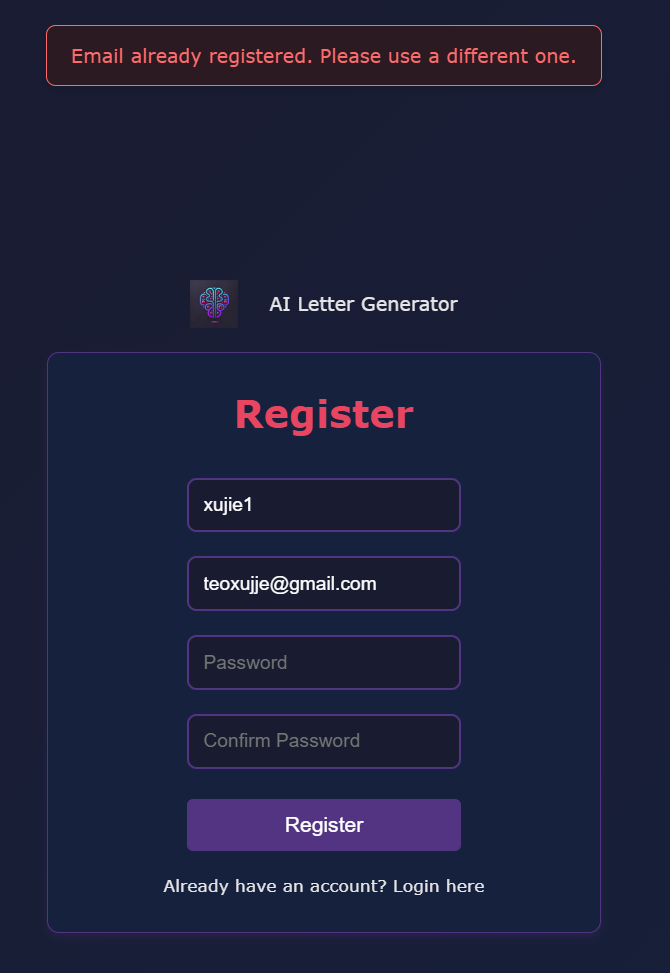 Email already registered. Please use a different one.
AI Letter Generator
Register
xujie1
teoxujje@gmail.com
Password
Confirm Password
Register
Already have an account? Login here